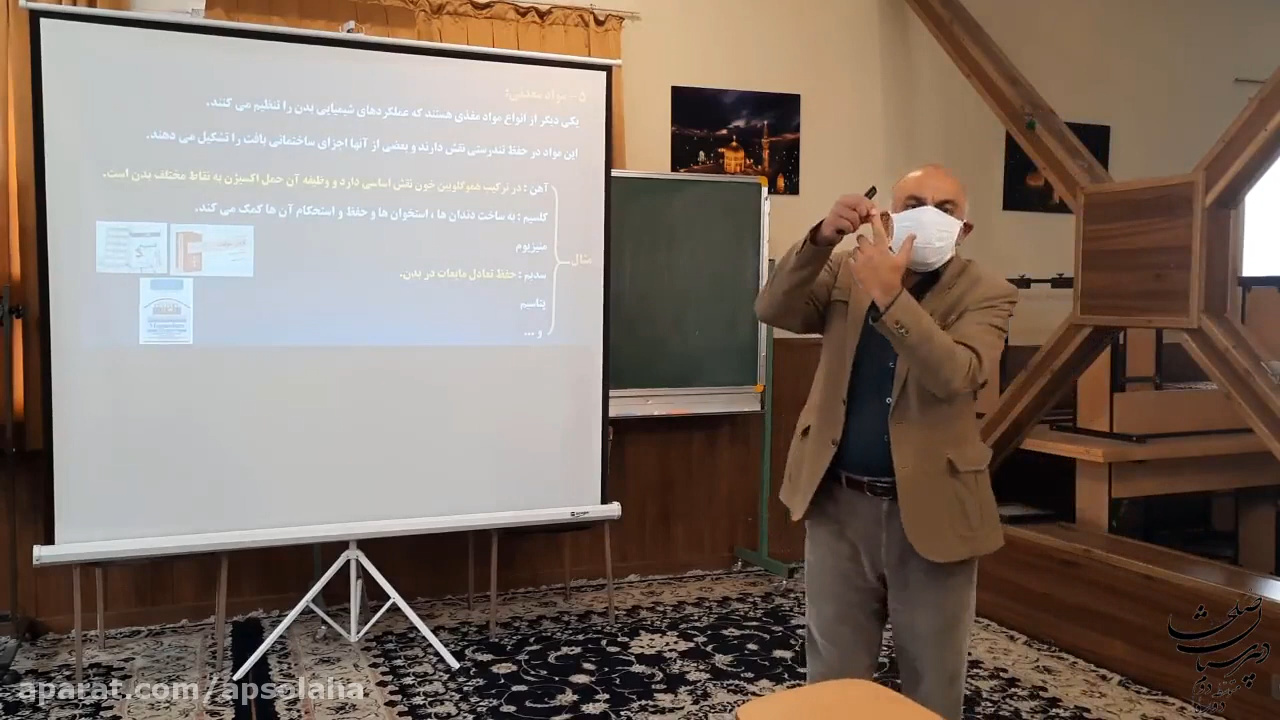 ۵- مواد معدنی:
یکی دیگر از انواع مواد مغذی هستند که عملکردهای شیمیایی بدن را تنظیم می کنند.
این مواد در حفظ تندرستی نقش دارند و بعضی از آنها اجزای ساختمانی بافت را تشکیل می دهند.
آهن : در ترکیب هموگلوبین خون نقش اساسی دارد و وظیفه آن حمل اکسیژن به نقاط مختلف بدن است.
کلسیم : به ساخت دندان ها ، استخوان ها و حفظ و استحکام آن ها کمک می کند.
منیزیوم
مثال
سدیم : حفظ تعادل مایعات در بدن.
پتاسیم
و ...
aparat.com/apsolaha